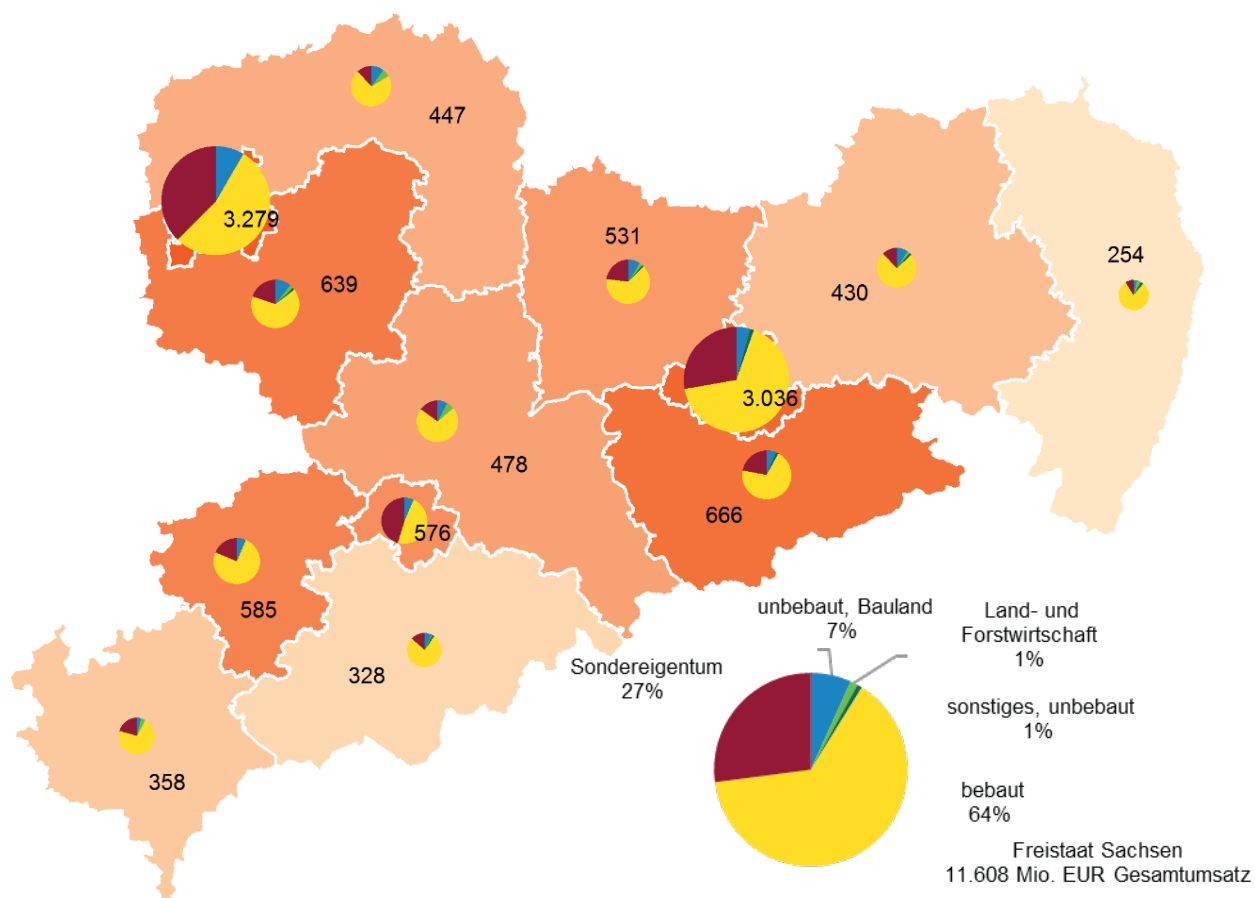 447
3.279
639
531
430
254
3.036
478
666
576
585
328
358
unbebaut, Bauland
7%
Land- und
Forstwirtschaft
1%
Sondereigentum
27%
sonstiges, unbebaut
1%
bebaut
64%
Freistaat Sachsen
11.608 Mio. EUR Gesamtumsatz